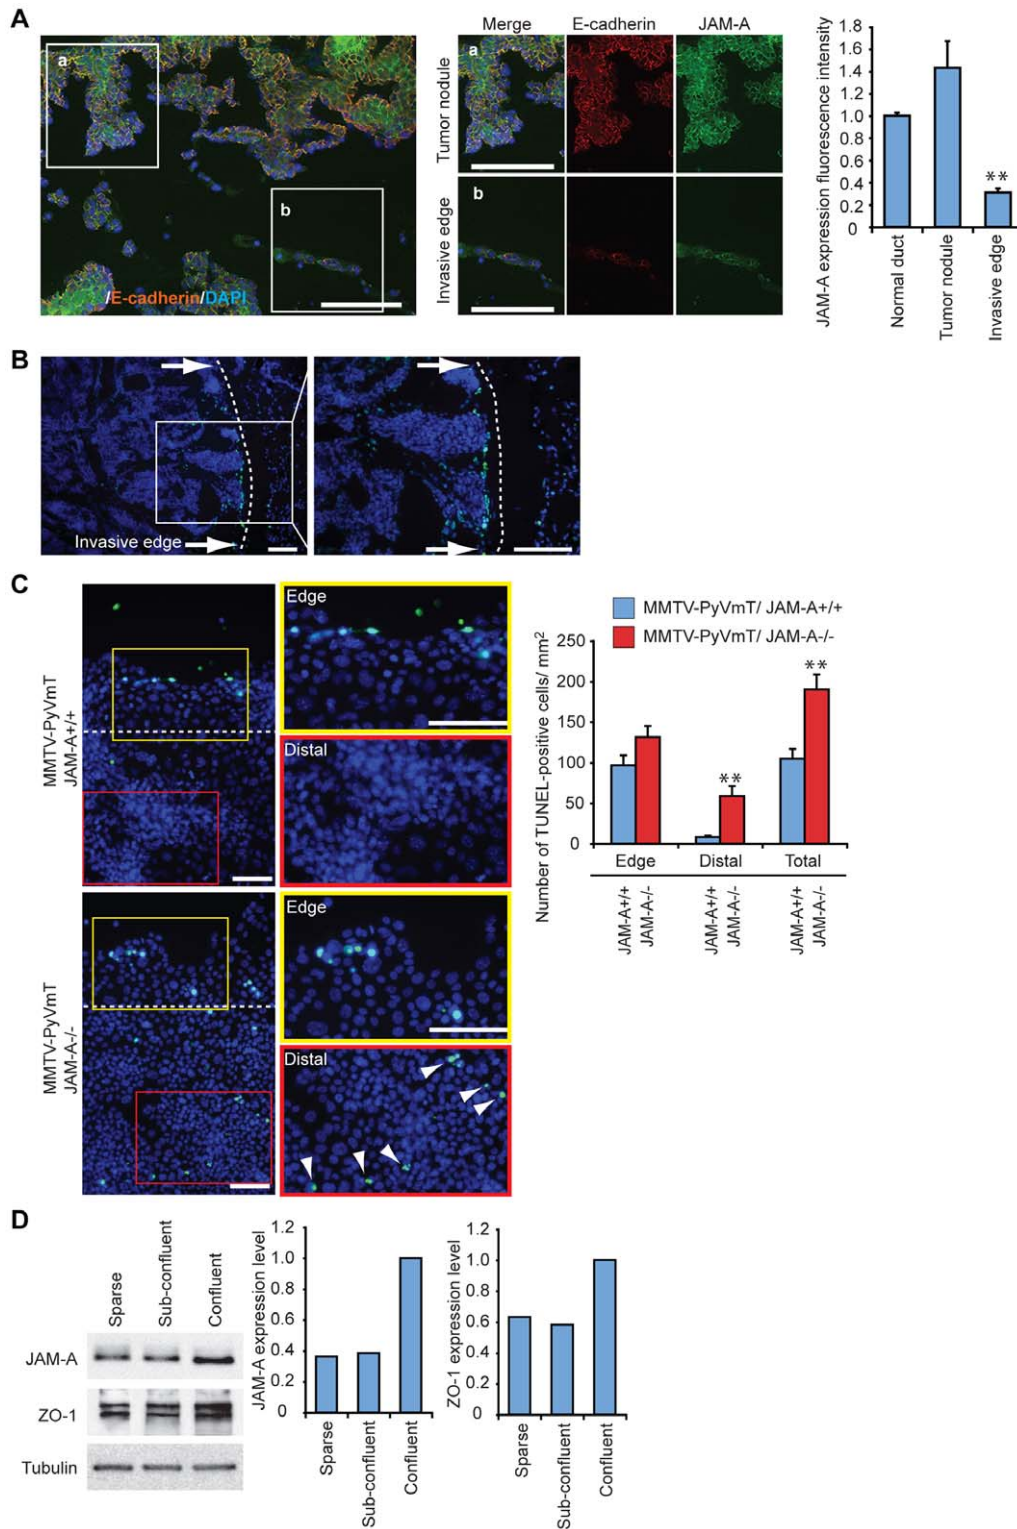 A
a
b
/E-cadherin/DAPI
Merge
E-cadherin
JAM-A
Tumor nodule
a
Invasive edge
b
JAM-A expression fluorescence intensity
1.8
1.6
1.4
1.2
1.0
0.8
0.6
0.4
0.2
0
**
Normal duct
Tumor nodule
Invasive edge
B
Invasive edge
C
MMTV-PyVmT
JAM-A+/+
Edge
Distal
MMTV-PyVmT
JAM-A-/-
Edge
Distal
MMTV-PyVmT/ JAM-A+/+
MMTV-PyVmT/ JAM-A-/-
Number of TUNEL-positive cells/ mm²
250
200
150
100
50
0
**
**
Edge
Distal
Total
JAM-A+/+
JAM-A-/-
JAM-A+/+
JAM-A-/-
JAM-A+/+
JAM-A-/-
D
Sparse
Sub-confluent
Confluent
JAM-A
ZO-1
Tubulin
JAM-A expression level
1.2
1.0
0.8
0.6
0.4
0.2
0
Sparse
Sub-confluent
Confluent
ZO-1 expression level
1.2
1.0
0.8
0.6
0.4
0.2
0
Sparse
Sub-confluent
Confluent